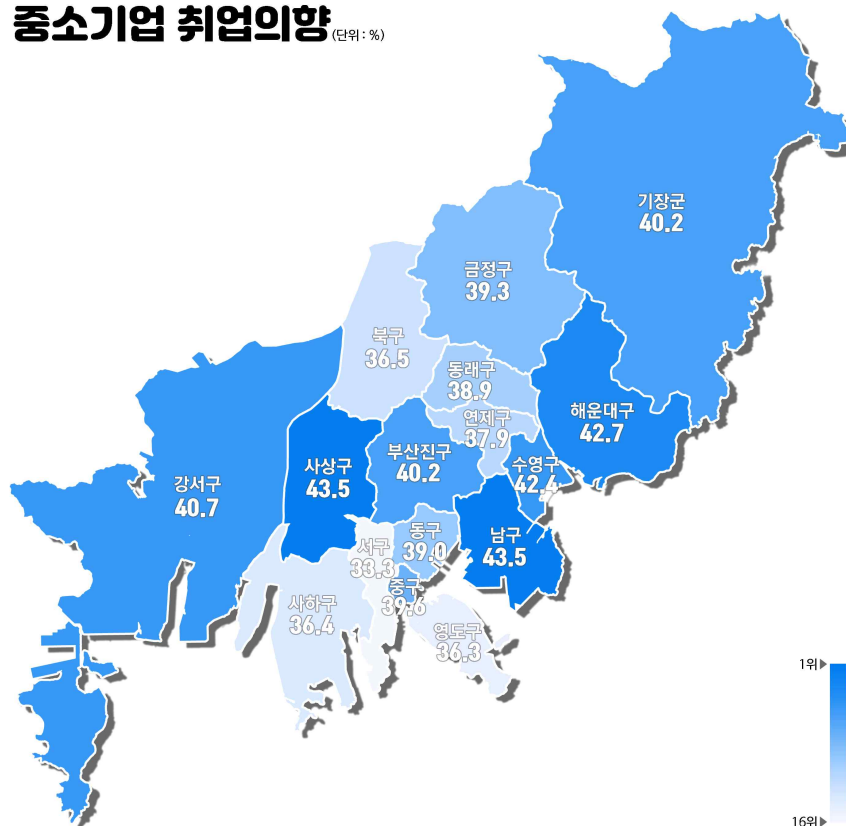 중소기업 취업의향 (단위 : %)
기장군
40.2
금정구
39.3
북구
36.5
동래구
38.9
연제구
37.9
해운대구
42.7
부산진구
40.2
수영구
42.4
사상구
43.5
강서구
40.7
동구
39.0
남구
43.5
서구
33.3
중구
39.6
사하구
36.4
영도구
36.3
1위▶
16위▶